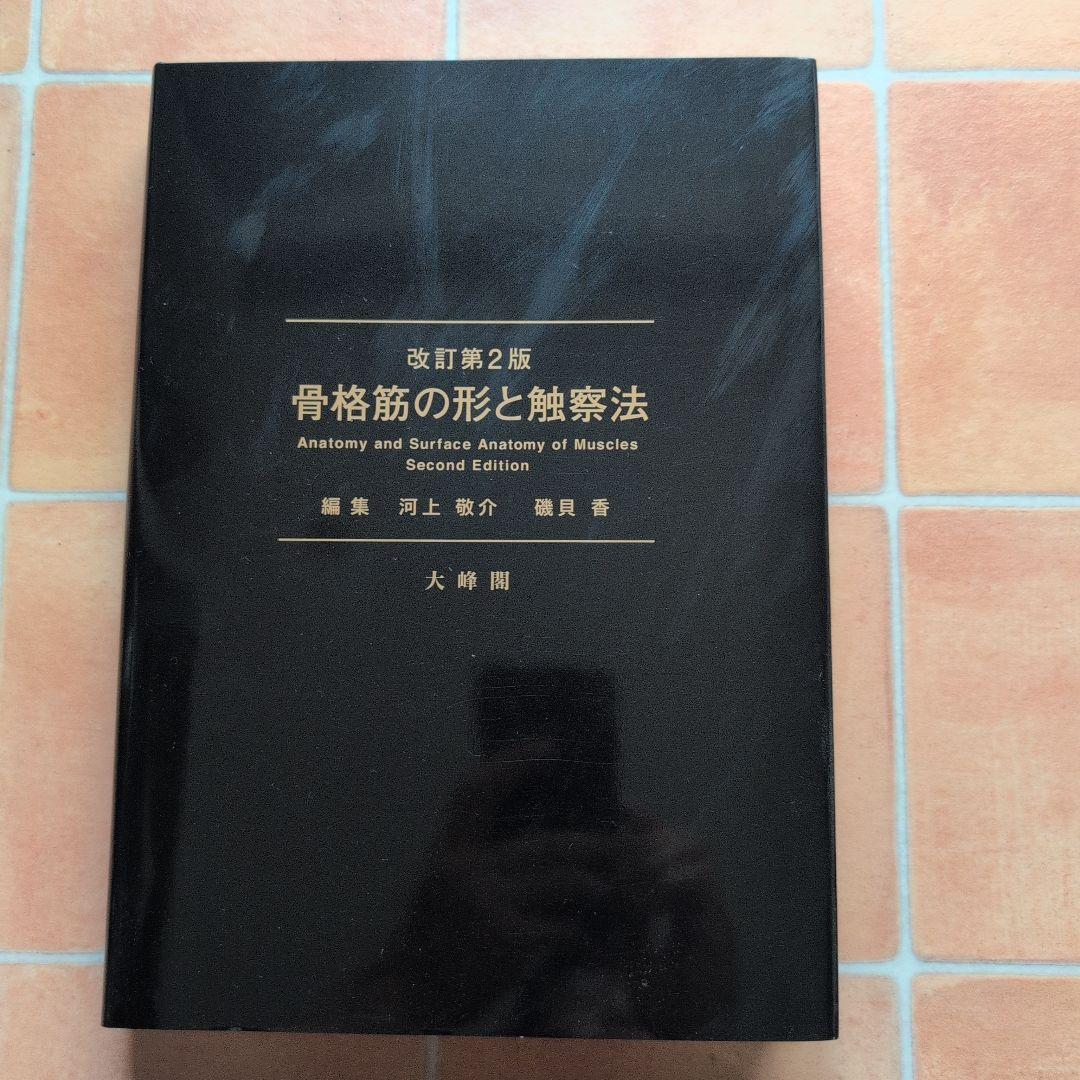 改訂第2版
骨格筋の形と触察法
Anatomy and Surface Anatomy of Muscles
Second Edition
編集 河上 敬介 磯貝 香
大峰閣